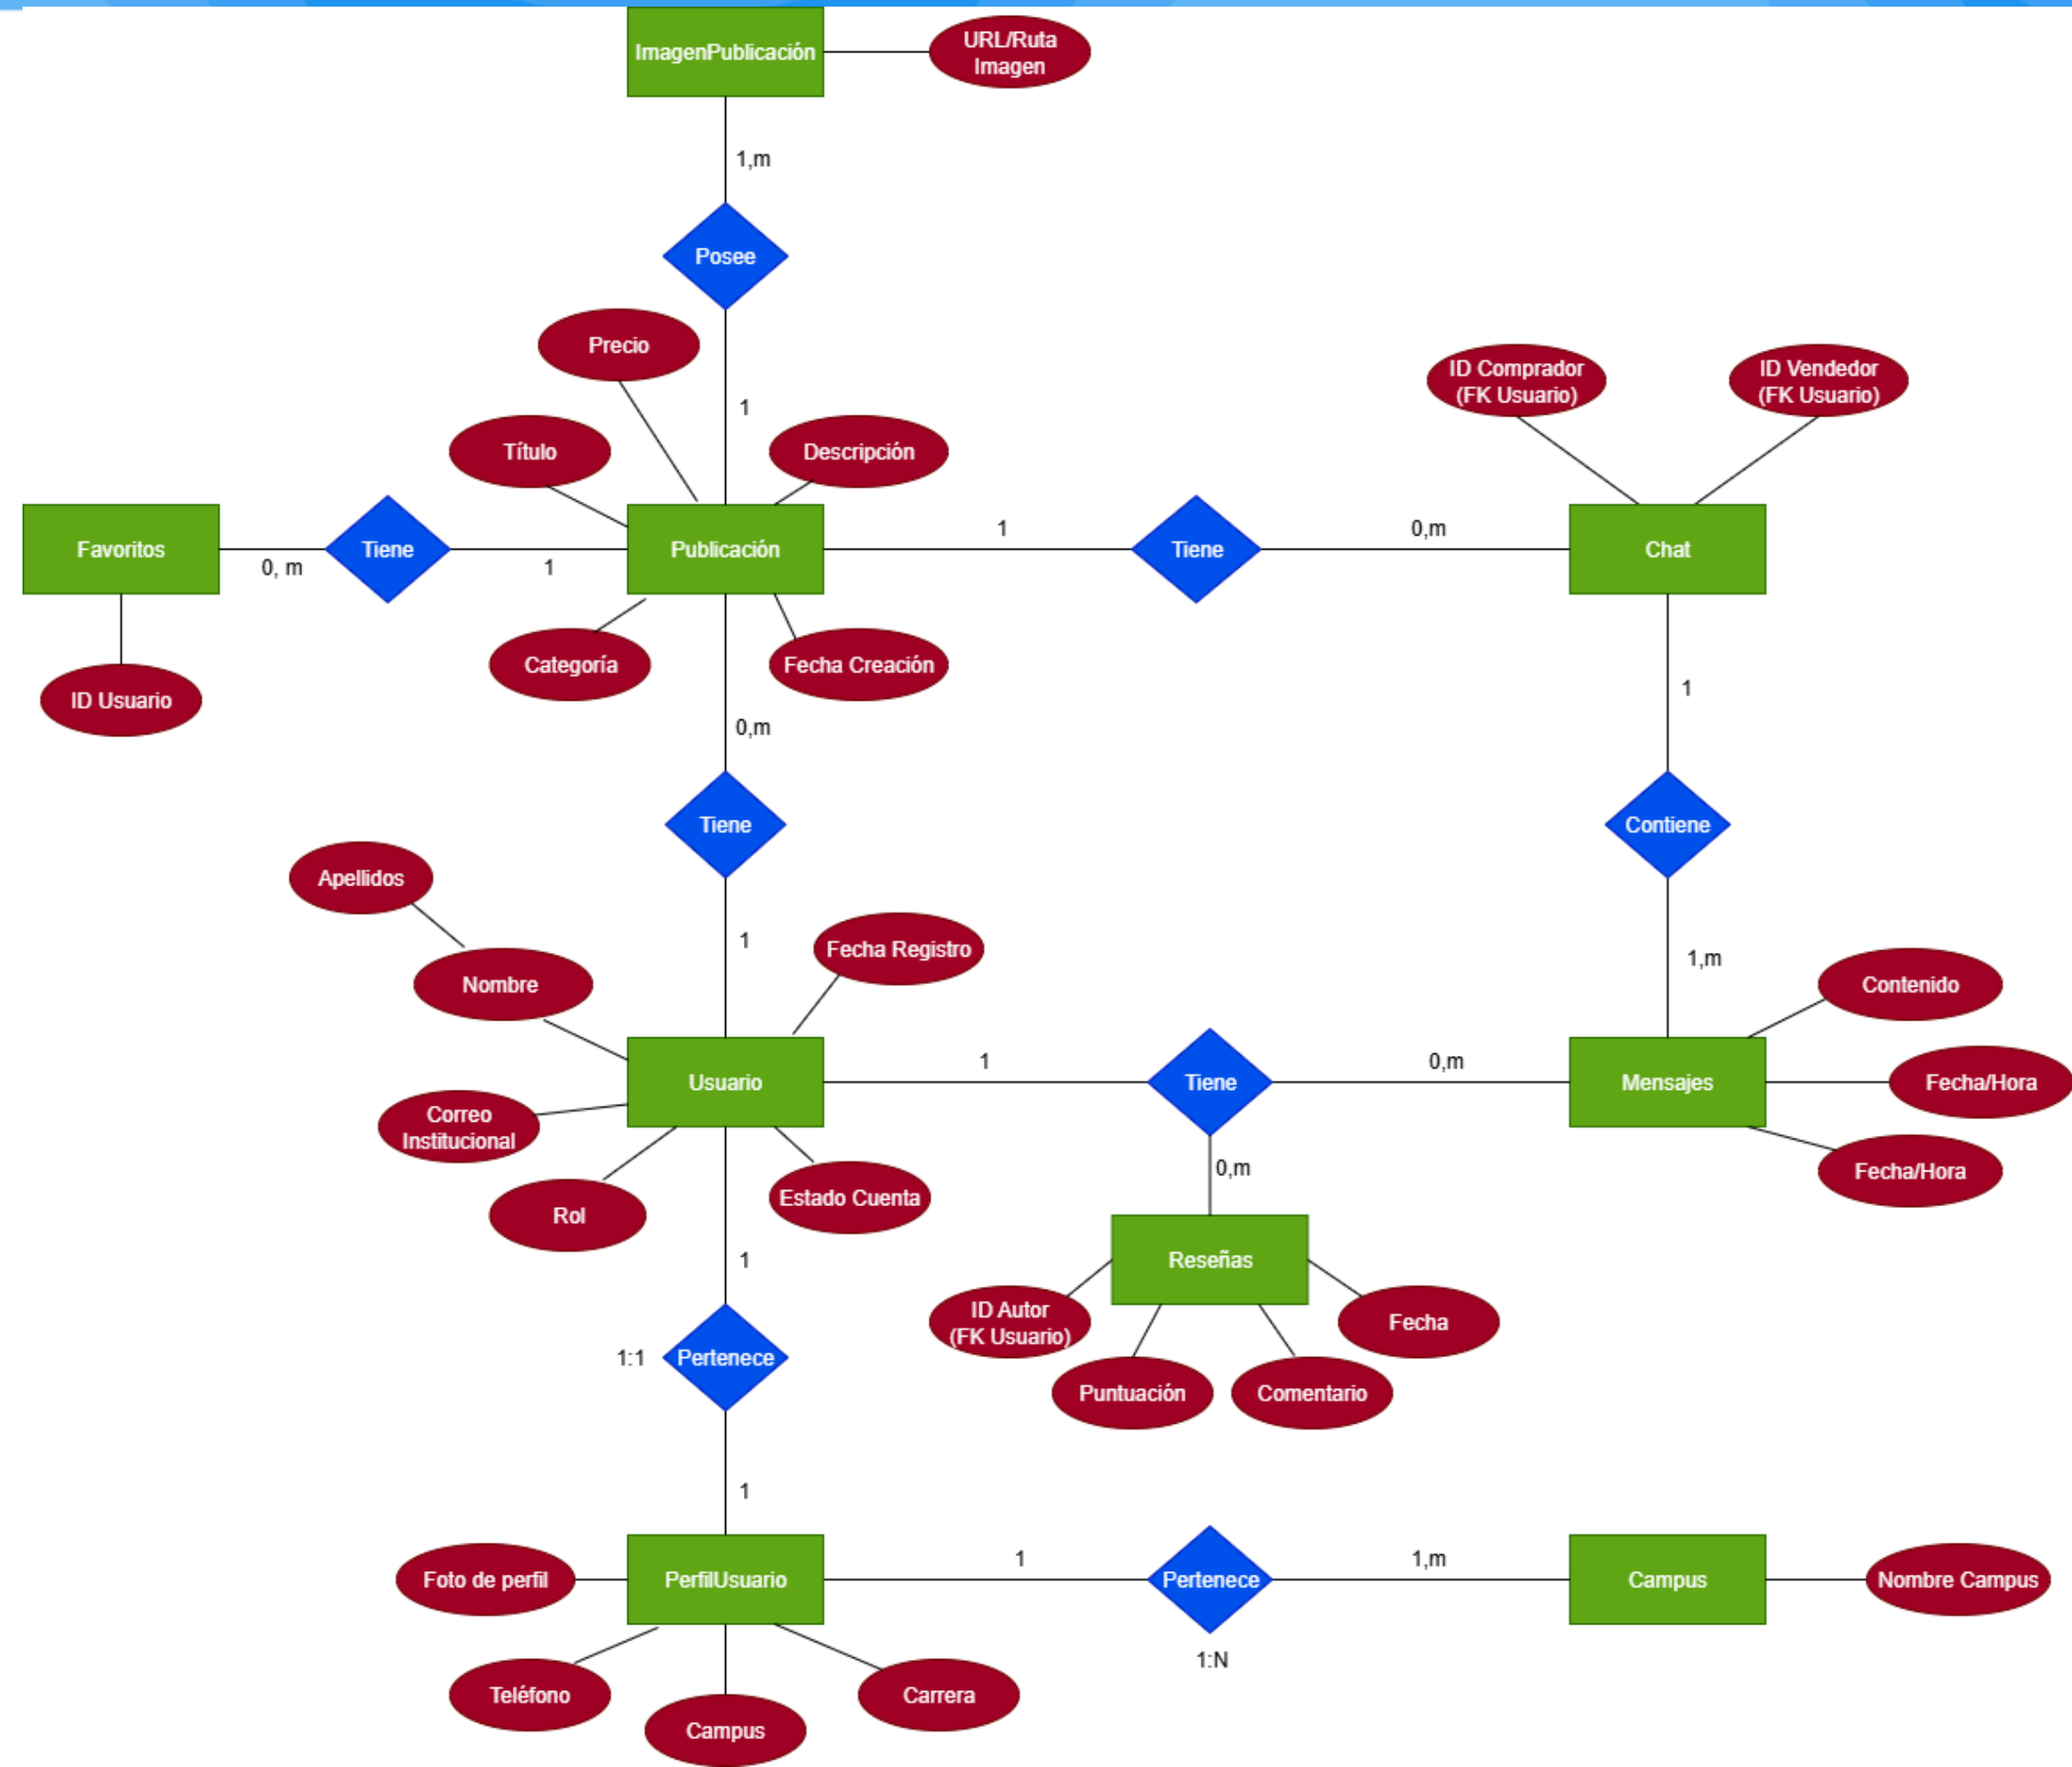 ImagenPublicación
URL/Ruta
Imagen
1,m
Posee
Precio
1
ID Comprador
(FK Usuario)
ID Vendedor
(FK Usuario)
Título
Descripción
Favoritos
0, m
Tiene
1
Publicación
1
Tiene
0,m
Chat
ID Usuario
Categoría
Fecha Creación
1
0,m
Tiene
Contiene
Apellidos
1
Fecha Registro
1,m
Nombre
Contenido
Usuario
1
Tiene
0,m
Mensajes
Fecha/Hora
Correo
Institucional
Fecha/Hora
Rol
Estado Cuenta
0,m
1
Reseñas
ID Autor
(FK Usuario)
Fecha
1:1
Pertenece
Puntuación
Comentario
1
Foto de perfil
PerfilUsuario
1
Pertenece
1,m
Campus
Nombre Campus
1:N
Teléfono
Campus
Carrera